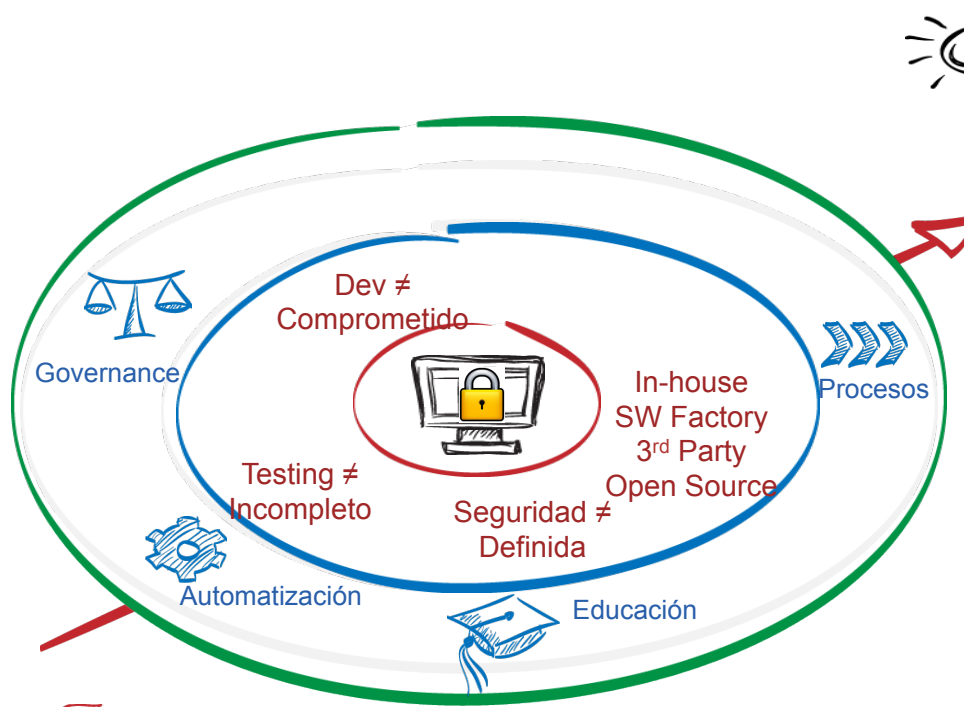 Dev ≠
Comprometido
Governance
Procesos
In-house
SW Factory
3rd Party
Open Source
Testing ≠
Incompleto
Seguridad ≠
Definida
Automatización
Educación